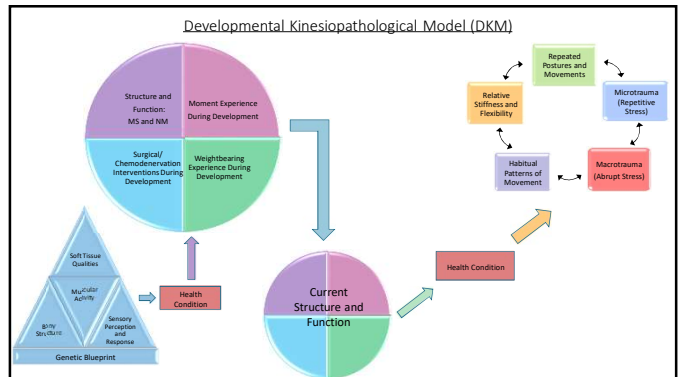 Developmental Kinesiopathological Model (DKM)
Structure and
Function:
MS and NM
Moment Experience
During Development
Surgical/
Chemodenervation
Interventions During
Development
Weightbearing
Experience During
Development
Repeated
Postures and
Movements
Relative
Stiffness and
Flexibility
Microtrauma
(Repetitive
Stress)
Habitual
Patterns of
Movement
Macrotrauma
(Abrupt Stress)
Soft Tissue
Qualities
Muscular
Activity
Bony
Structures
Sensory
Perception
and
Response
Genetic Blueprint
Health
Condition
Current
Structure and
Function
Health Condition